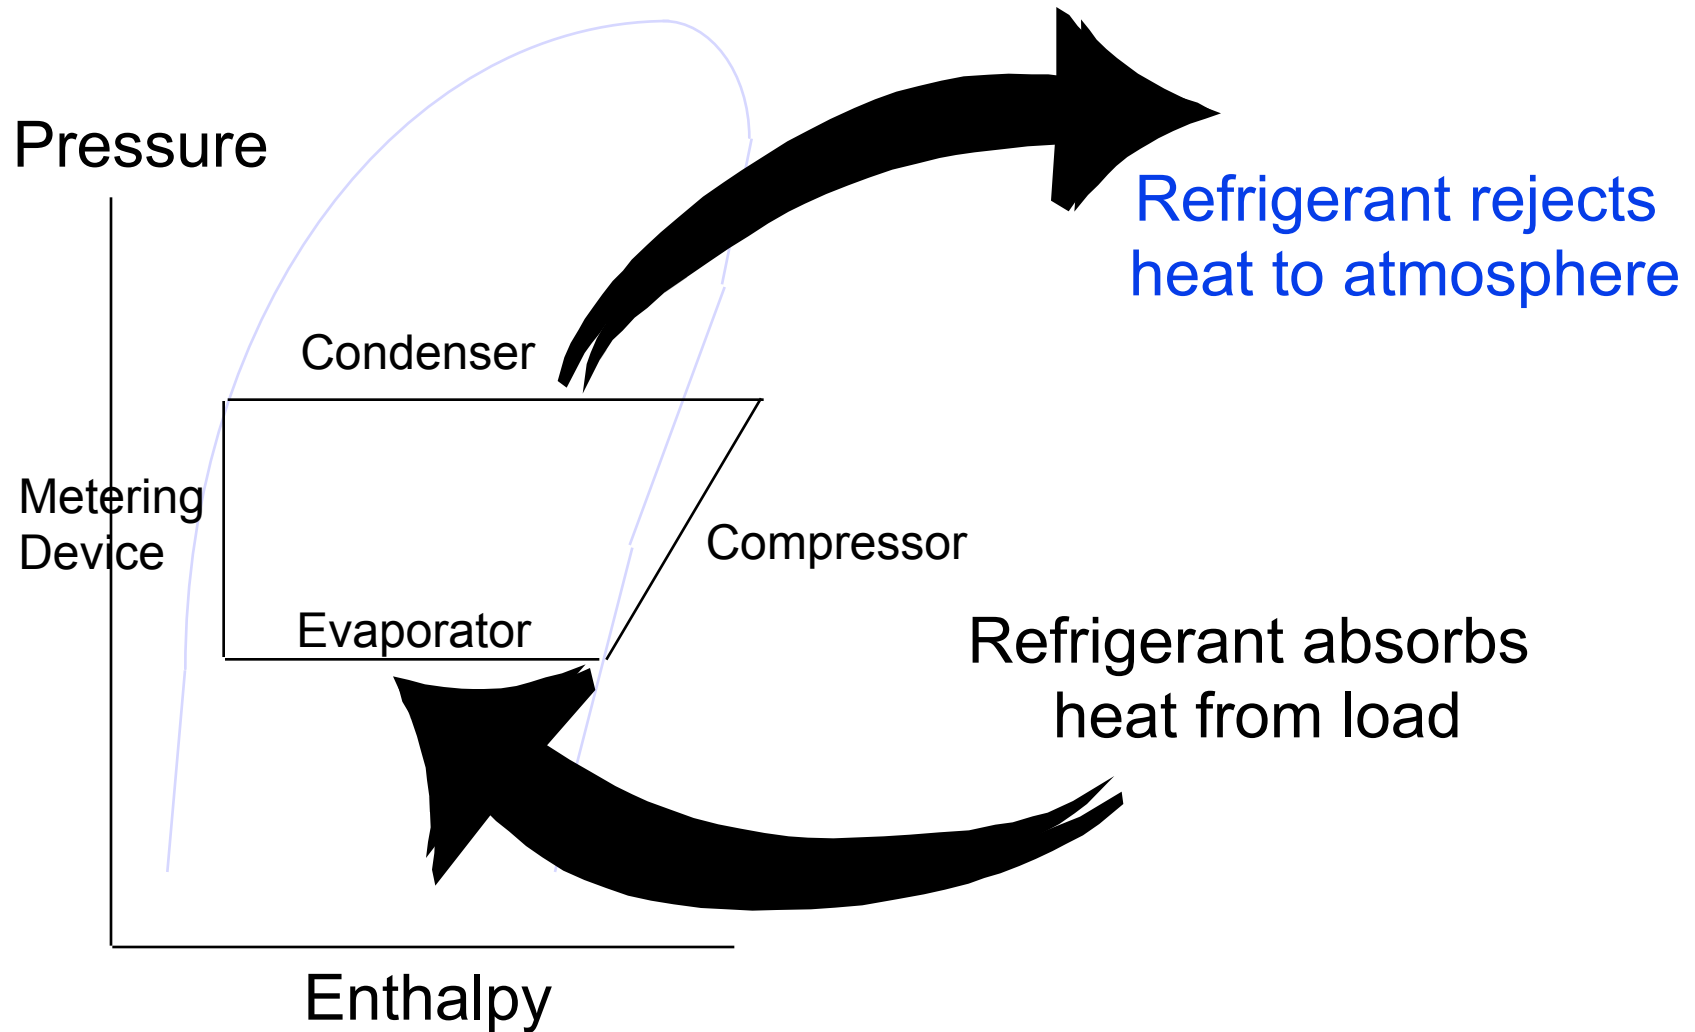 Pressure
Refrigerant rejects
heat to atmosphere
Condenser
Metering
Device
Compressor
Evaporator
Refrigerant absorbs
heat from load
Enthalpy